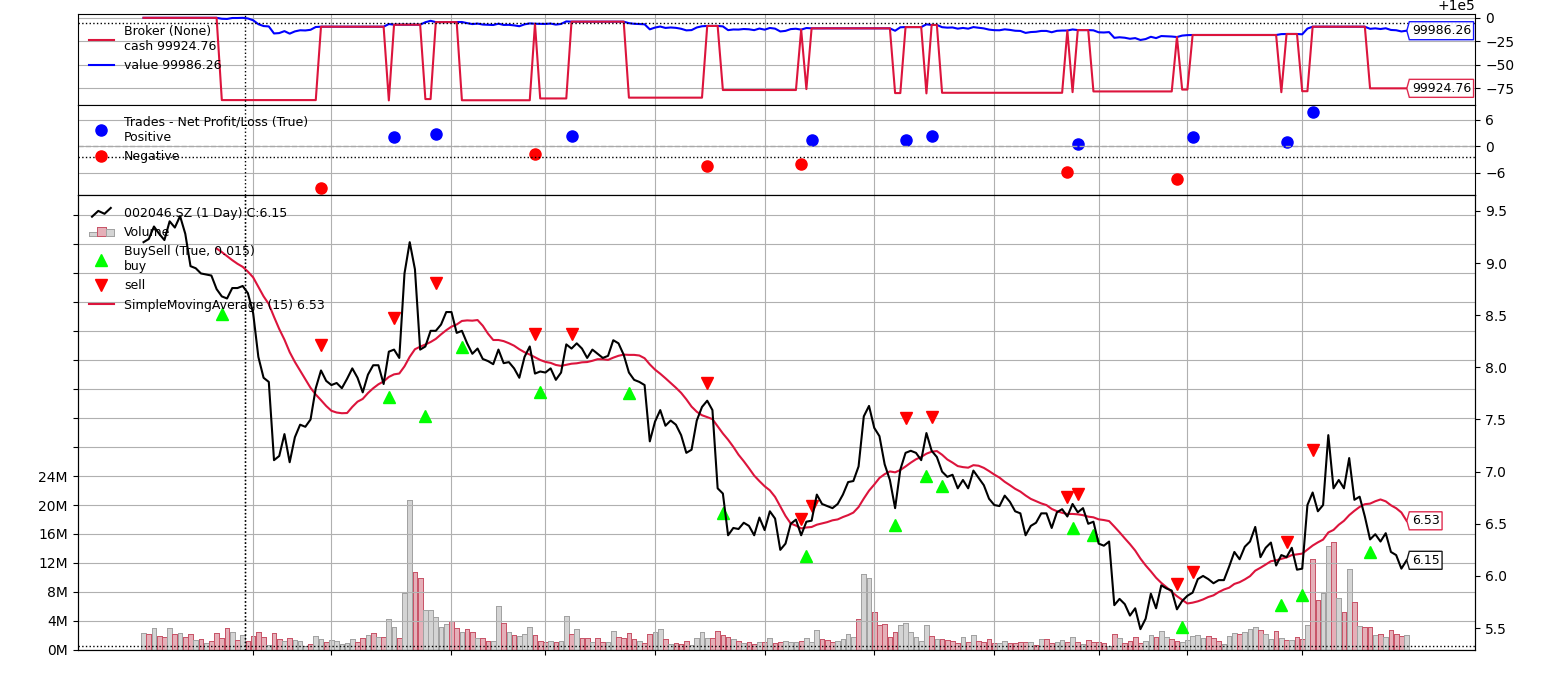 +1e5
Broker (None)
cash 99924.76
value 99986.26
0
−25
−50
−75
99986.26
99924.76
Trades - Net Profit/Loss (True)
Positive
Negative
6
0
−6
002046.SZ (1 Day) C:6.15
Volume
BuySell (True, 0.015)
buy
sell
SimpleMovingAverage (15) 6.53
9.5
9.0
8.5
8.0
7.5
7.0
6.5
6.0
5.5
6.53
6.15
24M
20M
16M
12M
8M
4M
0M